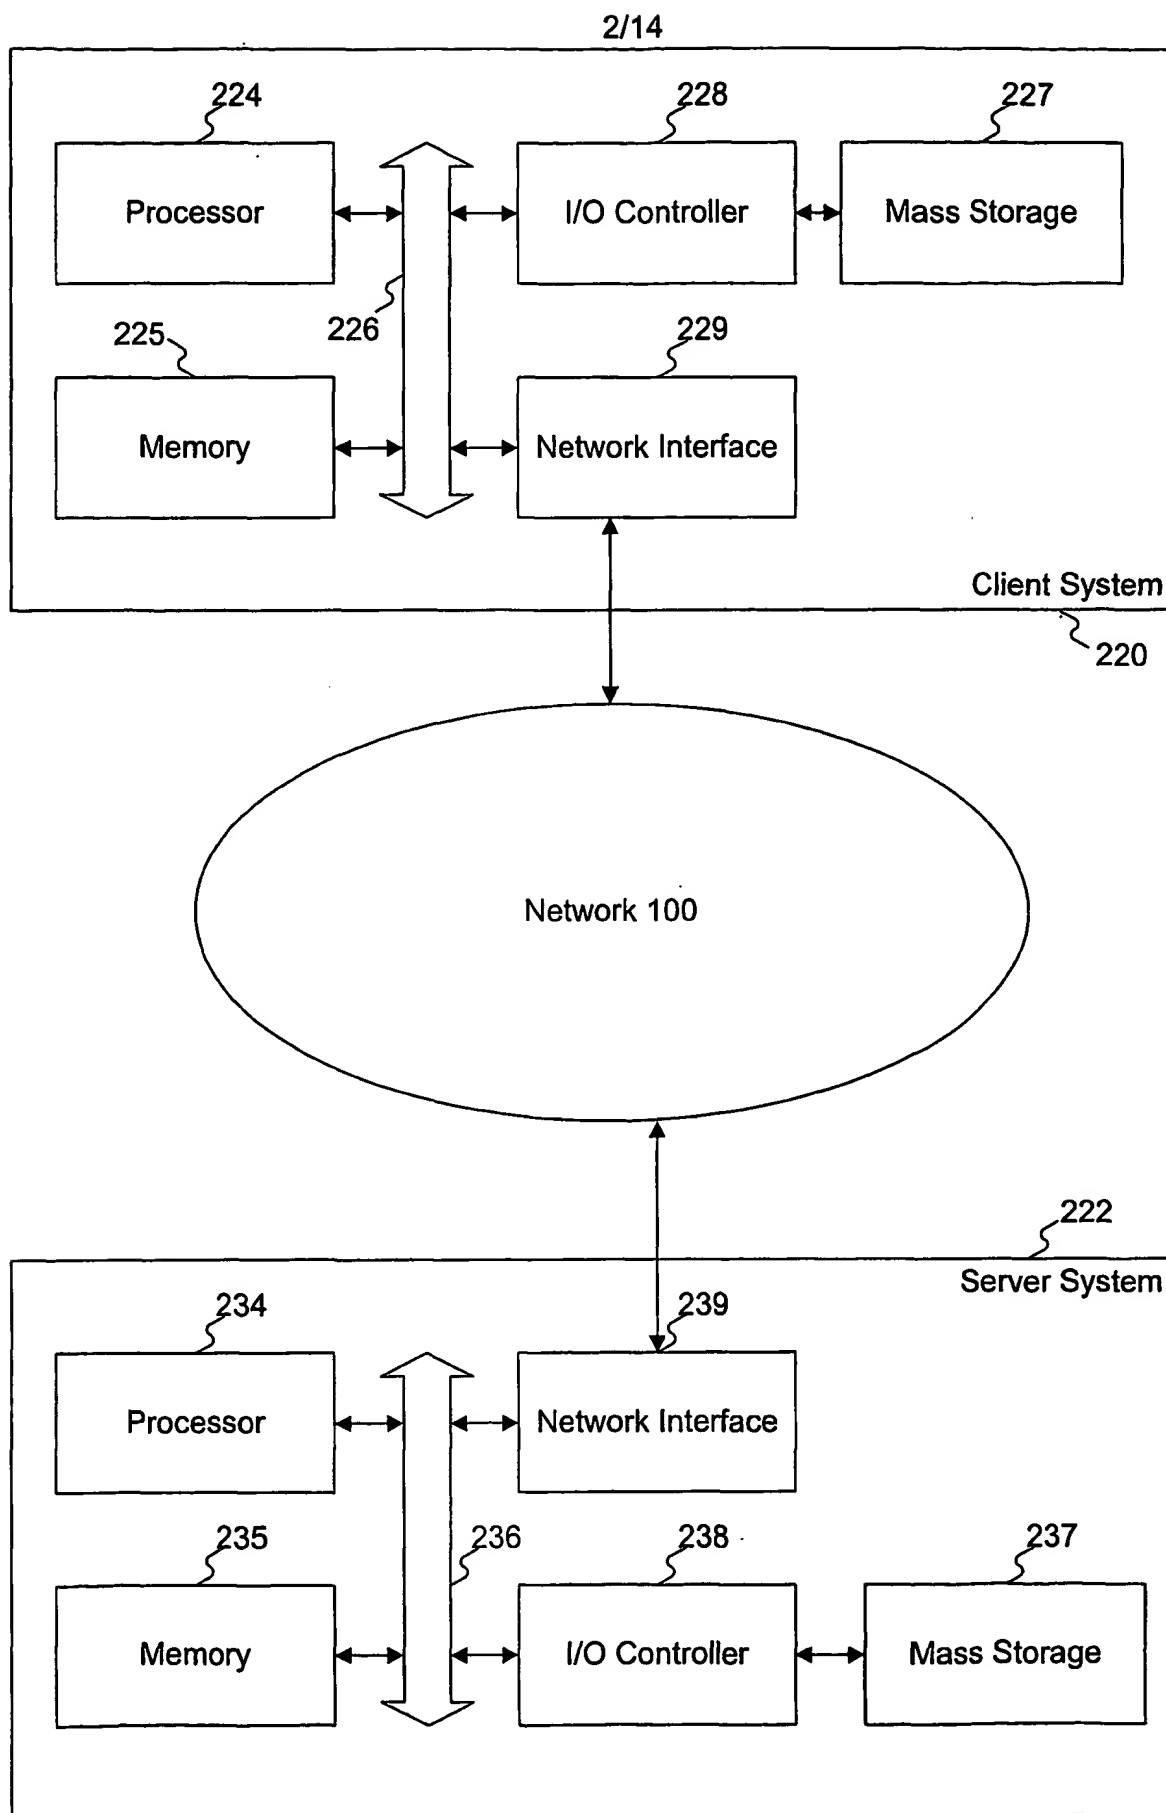 2/14
224
228
227
Processor
I/O Controller
Mass Storage
226
225
229
Memory
Network Interface
Client System
220
Network 100
222
Server System
234
239
Processor
Network Interface
235
236
238
237
Memory
I/O Controller
Mass Storage